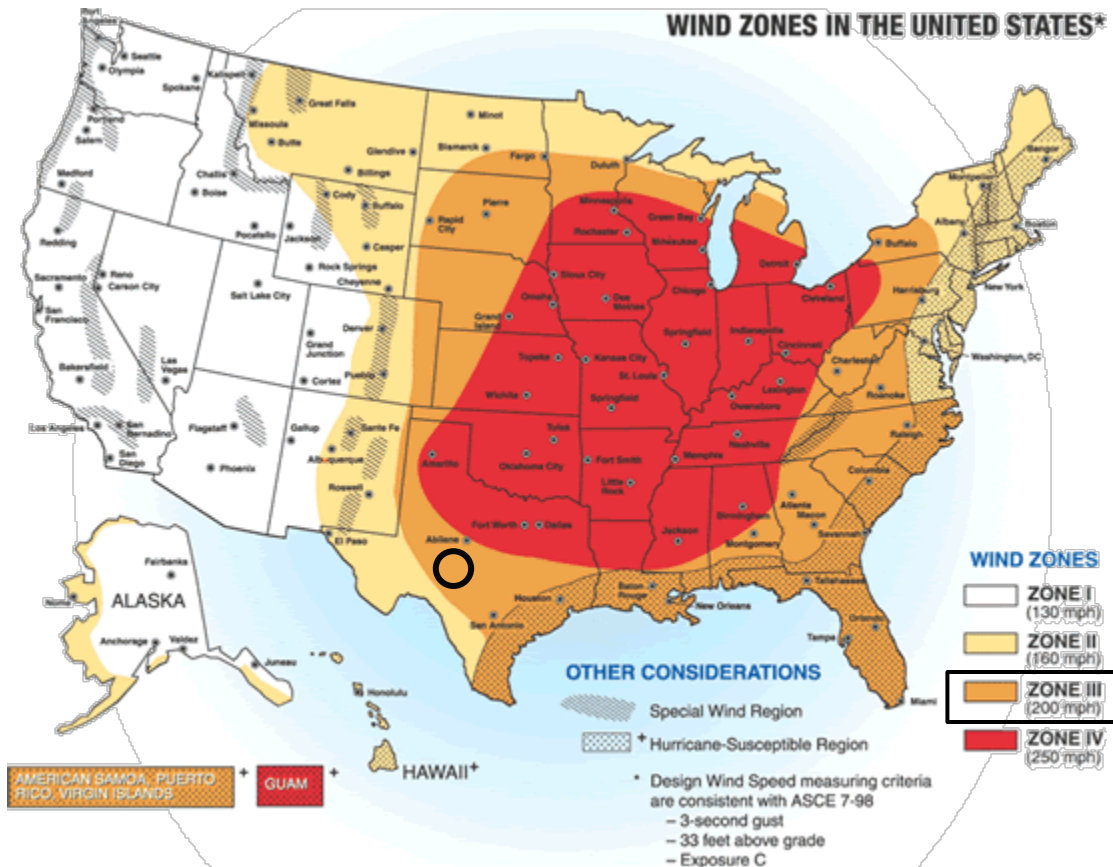 WIND ZONES IN THE UNITED STATES*
Port
Angeles
Seattle
Olympia
Spokane
Kalispell
Great Falls
Missoula
Portland
Salem
Butte
Glendive
Billings
Minot
Bismarck
Fargo
Duluth
Bangor
Montpelier
Medford
Challis
Boise
Cody
Buffalo
Rapid
City
Pierre
Minneapolis
Rochester
Green Bay
Milwaukee
Albany
Boston
Buffalo
Redding
Pocatello
Jackson
Casper
Rock Springs
Cheyenne
Sioux City
Detroit
Chicago
Cleveland
Harrisburg
New York
Sacramento
Reno
Carson City
San
Francisco
Salt Lake City
Omaha
Des
Moines
Grand
Island
Denver
Grand
Junction
Springfield
Indianapolis
Cincinnati
Washington, DC
Charleston
Las
Vegas
Bakersfield
Cortez
Pueblo
Topeka
Kansas City
St. Louis
Lexington
Roanoke
Wichita
Springfield
Owensboro
Raleigh
Los Angeles
San
Bernadino
San
Diego
Flagstaff
Gallup
Sante Fe
Albuquerque
Tulsa
Oklahoma City
Amarillo
Nashville
Fort Smith
Memphis
Columbia
Phoenix
Roswell
Little
Rock
Birmingham
Atlanta
Macon
El Paso
Fort Worth
Dallas
Abilene
Jackson
Montgomery
Savannah
Houston
Baton
Rouge
New Orleans
Tallahassee
San Antonio
Orlando
Tampa
Miami
Fairbanks
Nome
ALASKA
Anchorage
Valdez
Juneau
Honolulu
HAWAII+
AMERICAN SAMOA, PUERTO
RICO, VIRGIN ISLANDS
+
GUAM
+
OTHER CONSIDERATIONS
Special Wind Region
+ Hurricane-Susceptible Region
* Design Wind Speed measuring criteria
are consistent with ASCE 7-98
– 3-second gust
– 33 feet above grade
– Exposure C
WIND ZONES
ZONE I
(130 mph)
ZONE II
(160 mph)
ZONE III
(200 mph)
ZONE IV
(250 mph)